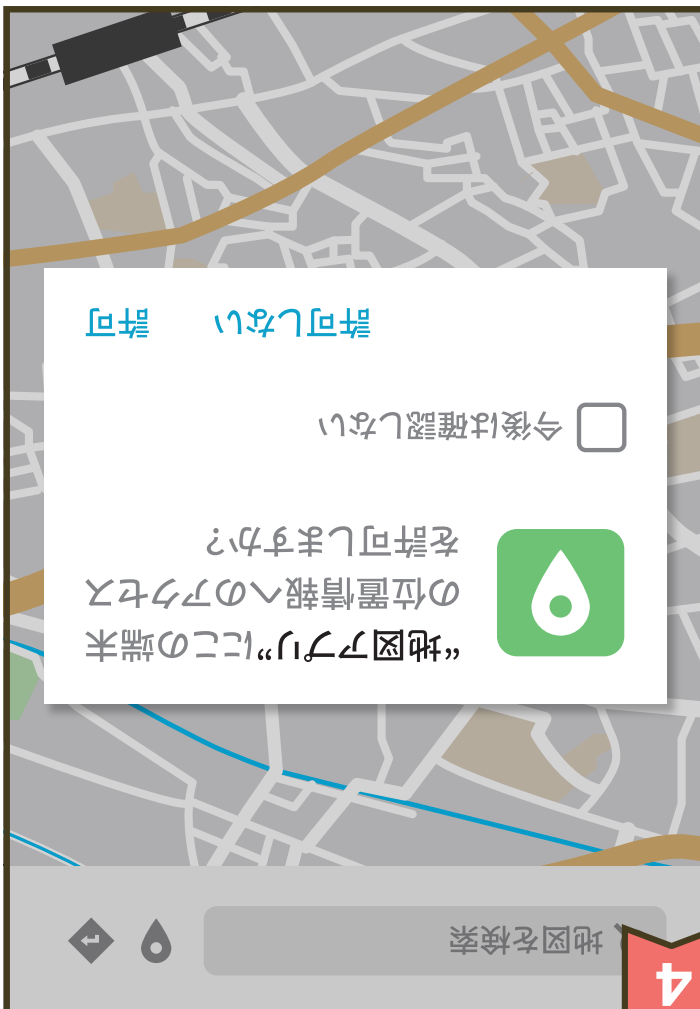 4
地図を検索
“地図アプリ”にこの端末
の位置情報へのアクセス
を許可しますか？
今後は確認しない
許可しない 許可